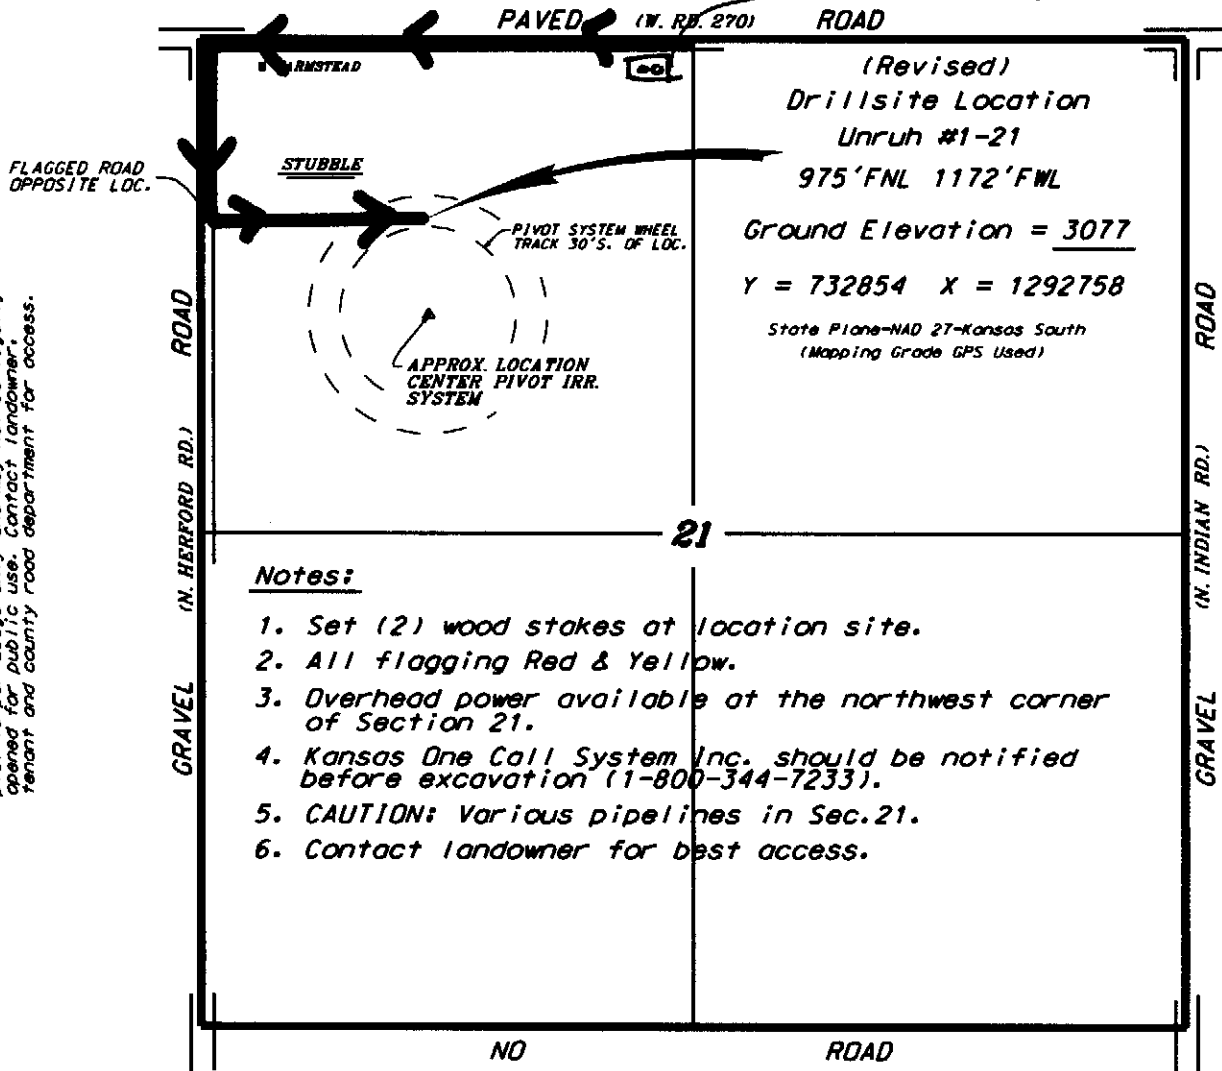 PAVED (W. RD. 270) ROAD
(Revised)
Drillsite Location
Unruh #1-21
975'FNL 1172'FWL
Ground Elevation = 3077
Y = 732854 X = 1292758
State Plane-NAD 27-Kansas South
(Mapping Grade GPS Used)
STUBBLE
FLAGGED ROAD
OPPOSITE LOC.
PIVOT SYSTEM WHEEL
TRACK 30'S. OF LOC.
APPROX. LOCATION
CENTER PIVOT IRR.
SYSTEM
GRAVEL (N. HERFORD RD.) ROAD
GRAVEL (N. INDIAN RD.) ROAD
opened for public use. Contact landowner,
tenant and county road department for access.
21
Notes:
1. Set (2) wood stakes at location site.
2. All flagging Red & Yellow.
3. Overhead power available at the northwest corner
of Section 21.
4. Kansas One Call System Inc. should be notified
before excavation (1-800-344-7233).
5. CAUTION: Various pipelines in Sec.21.
6. Contact landowner for best access.
NO ROAD